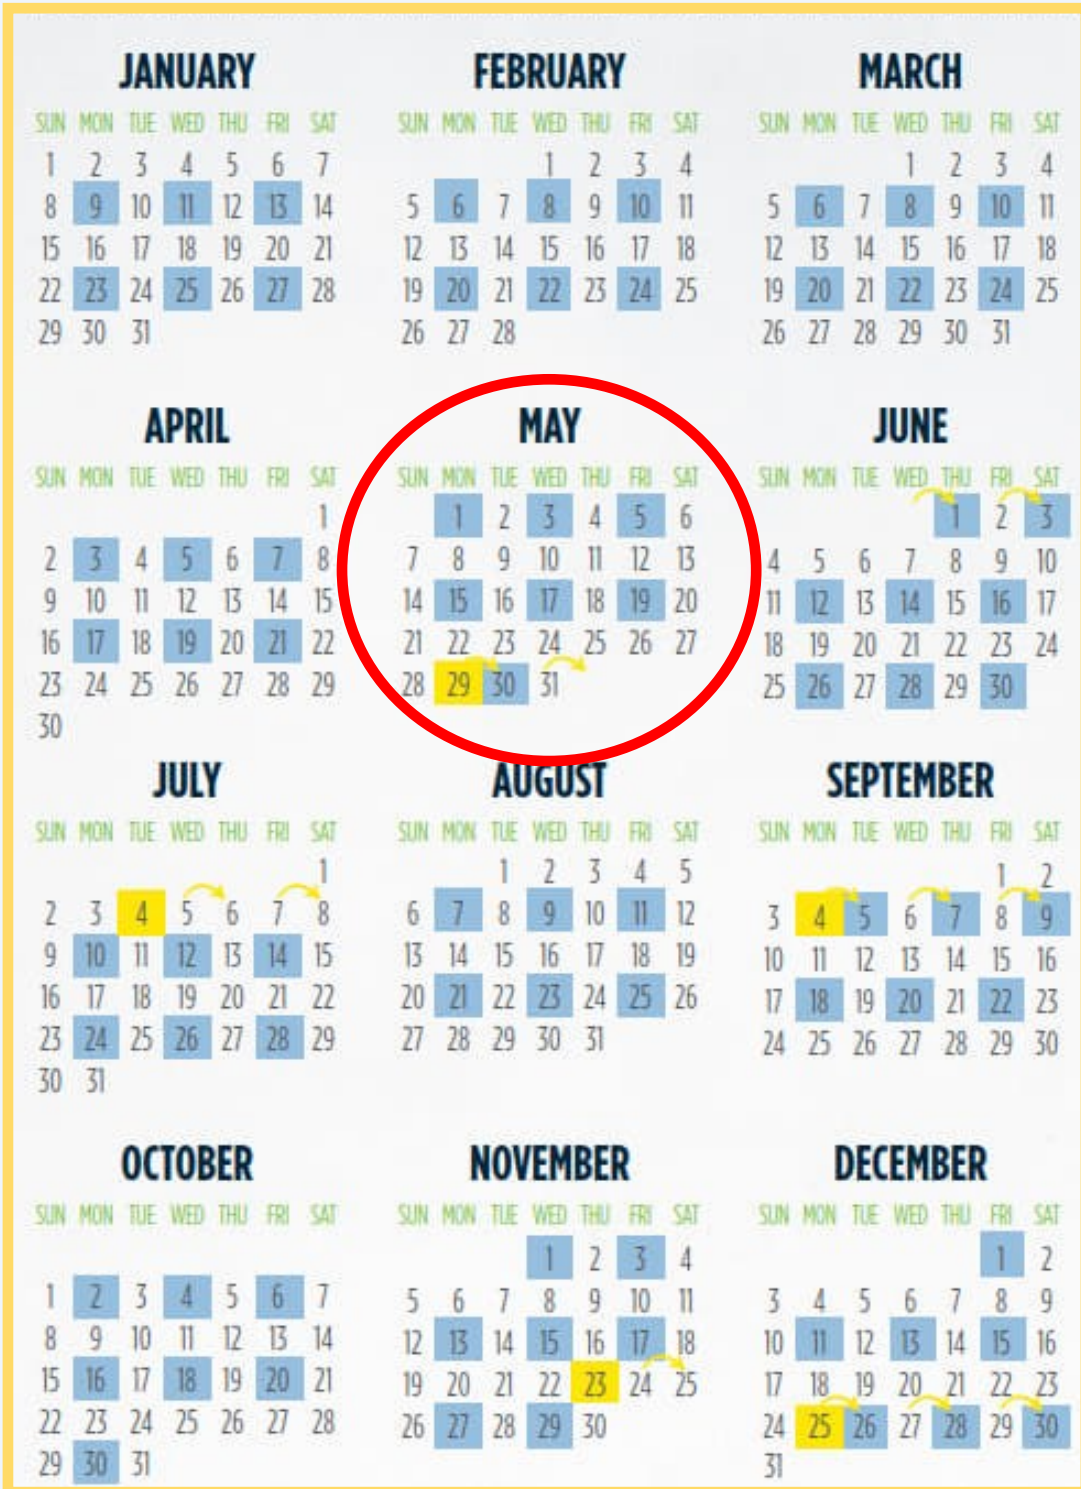 JANUARY
SUN MON TUE WED THU FRI SAT
1 2 3 4 5 6 7
8 9 10 11 12 13 14
15 16 17 18 19 20 21
22 23 24 25 26 27 28
29 30 31
FEBRUARY
SUN MON TUE WED THU FRI SAT
1 2 3 4
5 6 7 8 9 10 11
12 13 14 15 16 17 18
19 20 21 22 23 24 25
26 27 28
MARCH
SUN MON TUE WED THU FRI SAT
1 2 3 4
5 6 7 8 9 10 11
12 13 14 15 16 17 18
19 20 21 22 23 24 25
26 27 28 29 30 31
APRIL
SUN MON TUE WED THU FRI SAT
1
2 3 4 5 6 7 8
9 10 11 12 13 14 15
16 17 18 19 20 21 22
23 24 25 26 27 28 29
30
MAY
SUN MON TUE WED THU FRI SAT
1 2 3 4 5 6
7 8 9 10 11 12 13
14 15 16 17 18 19 20
21 22 23 24 25 26 27
28 29 30 31
JUNE
SUN MON TUE WED THU FRI SAT
1 2 3
4 5 6 7 8 9 10
11 12 13 14 15 16 17
18 19 20 21 22 23 24
25 26 27 28 29 30
JULY
SUN MON TUE WED THU FRI SAT
1
2 3 4 5 6 7 8
9 10 11 12 13 14 15
16 17 18 19 20 21 22
23 24 25 26 27 28 29
30 31
AUGUST
SUN MON TUE WED THU FRI SAT
1 2 3 4 5
6 7 8 9 10 11 12
13 14 15 16 17 18 19
20 21 22 23 24 25 26
27 28 29 30 31
SEPTEMBER
SUN MON TUE WED THU FRI SAT
1 2
3 4 5 6 7 8 9
10 11 12 13 14 15 16
17 18 19 20 21 22 23
24 25 26 27 28 29 30
OCTOBER
SUN MON TUE WED THU FRI SAT
1 2 3 4 5 6 7
8 9 10 11 12 13 14
15 16 17 18 19 20 21
22 23 24 25 26 27 28
29 30 31
NOVEMBER
SUN MON TUE WED THU FRI SAT
1 2 3 4
5 6 7 8 9 10 11
12 13 14 15 16 17 18
19 20 21 22 23 24 25
26 27 28 29 30
DECEMBER
SUN MON TUE WED THU FRI SAT
1 2
3 4 5 6 7 8 9
10 11 12 13 14 15 16
17 18 19 20 21 22 23
24 25 26 27 28 29 30
31